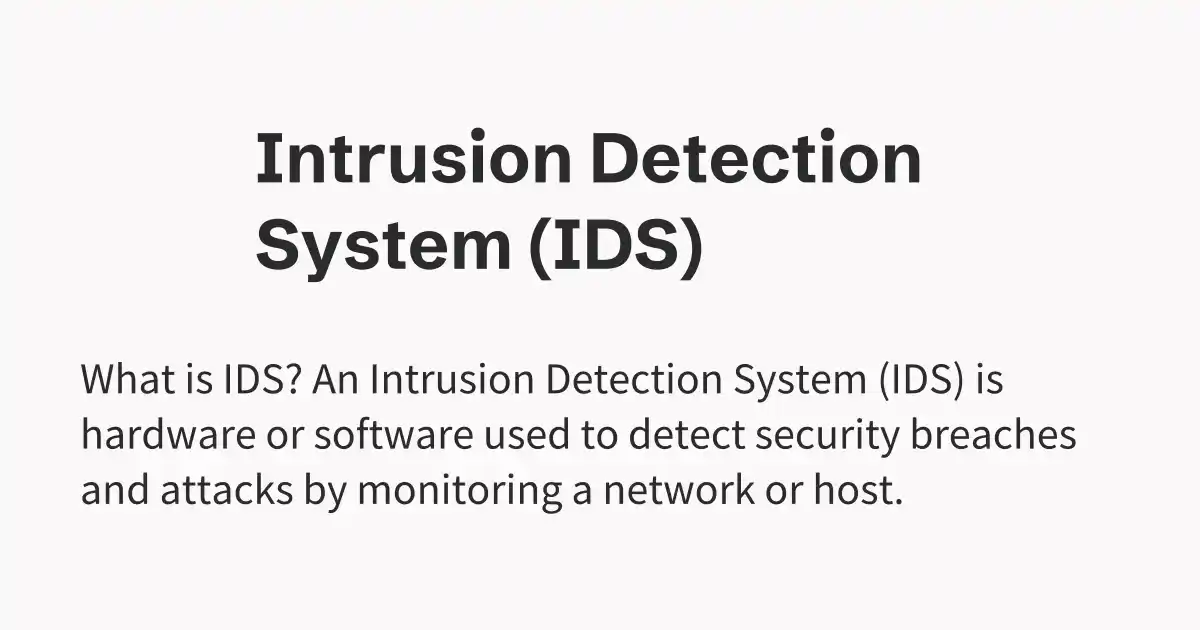 Intrusion Detection
System (IDS)
What is IDS? An Intrusion Detection System (IDS) is
hardware or software used to detect security breaches
and attacks by monitoring a network or host.